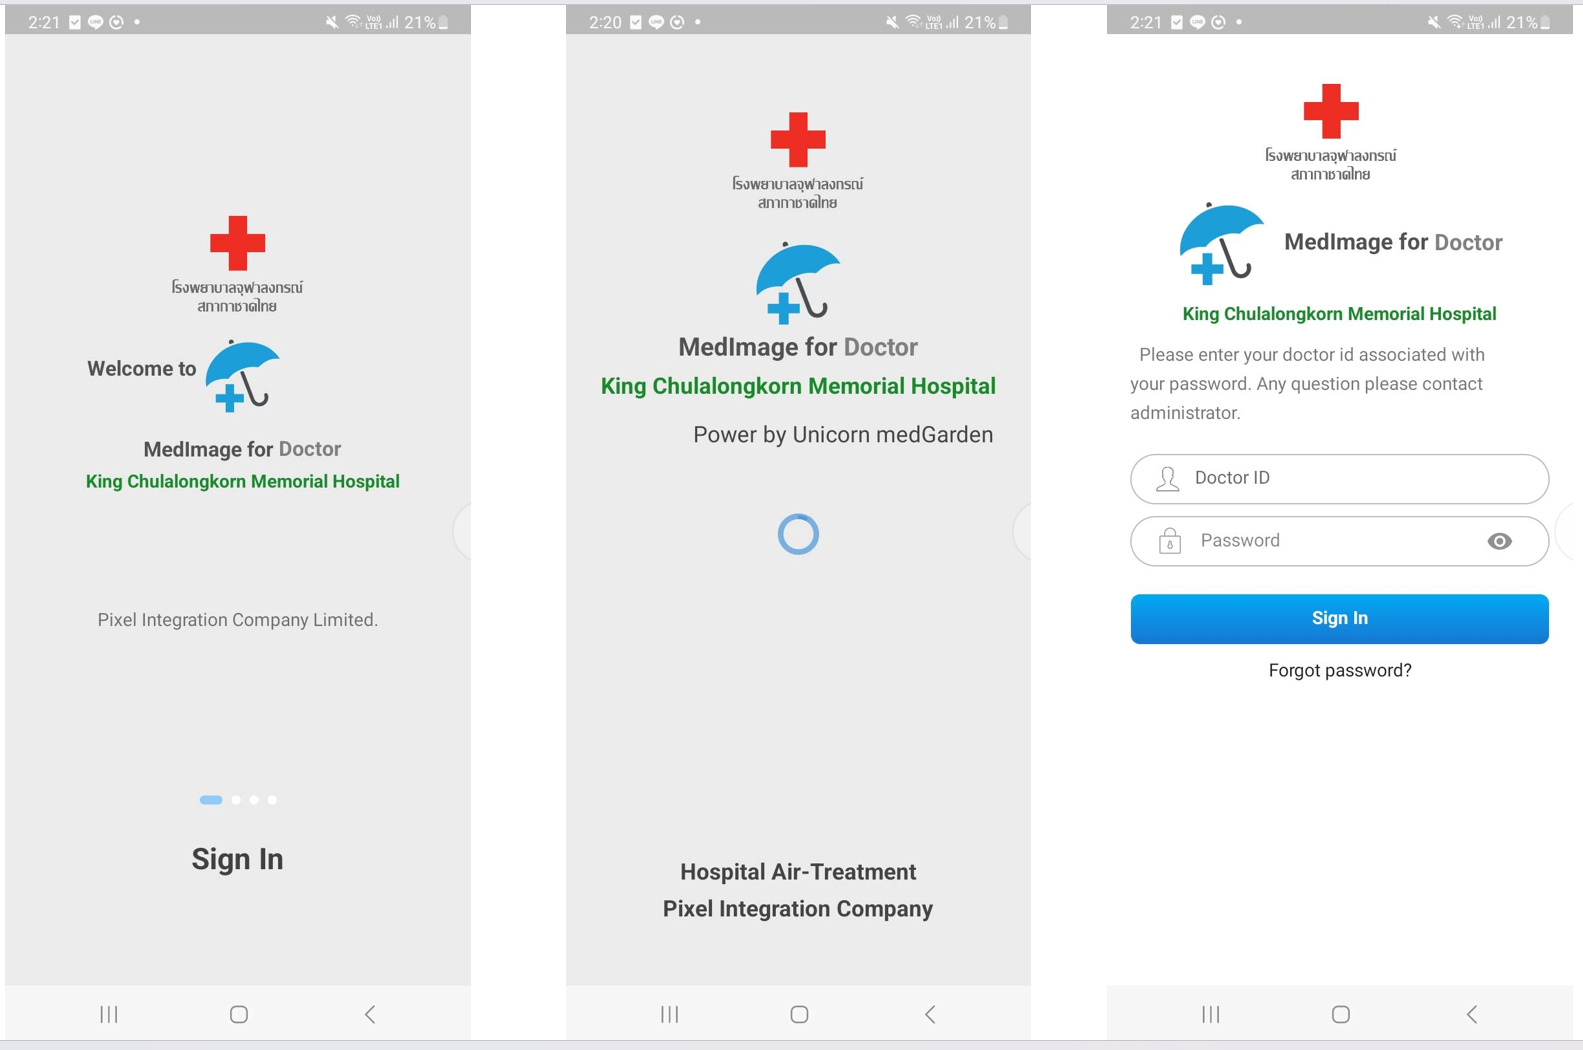 2:21
VoLTE1
21%
โรงพยาบาลจุฬาลงกรณ์
สภากาชาดไทย
Welcome to
MedImage for Doctor
King Chulalongkorn Memorial Hospital
Pixel Integration Company Limited.
Sign In
2:20
21%
โรงพยาบาลจุฬาลงกรณ์
สภากาชาดไทย
MedImage for Doctor
King Chulalongkorn Memorial Hospital
Power by Unicorn medGarden
Hospital Air-Treatment
Pixel Integration Company
2:21
21%
โรงพยาบาลจุฬาลงกรณ์
สภากาชาดไทย
MedImage for Doctor
King Chulalongkorn Memorial Hospital
Please enter your doctor id associated with
your password. Any question please contact
administrator.
Doctor ID
Password
Sign In
Forgot password?